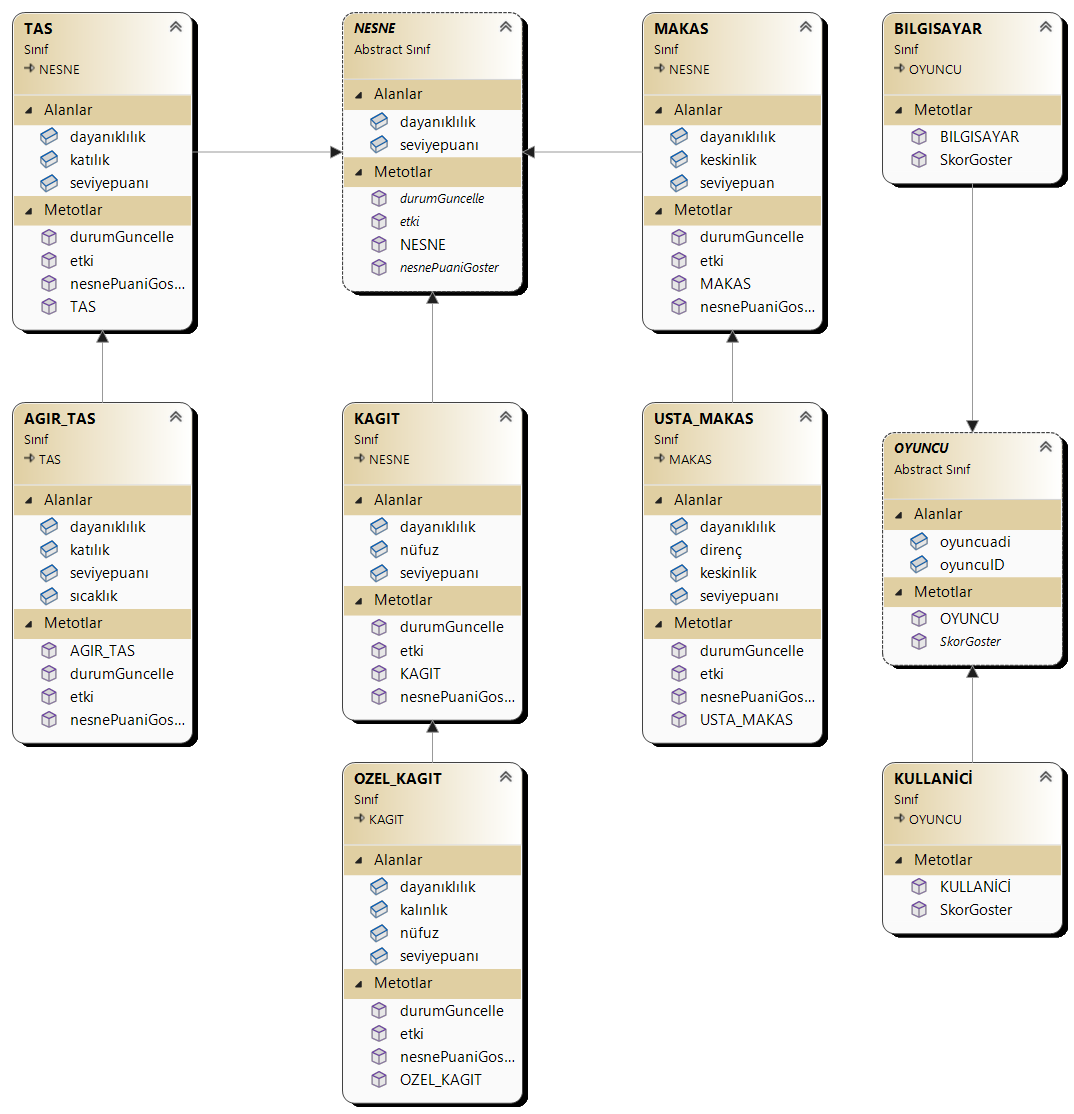 TAS
Sınıf
NESNE
Alanlar
dayanıklılık
katılık
seviyepuanı
Metotlar
durumGuncelle
etki
nesnePuaniGos...
TAS
NESNE
Abstract Sınıf
Alanlar
dayanıklılık
seviyepuanı
Metotlar
durumGuncelle
etki
NESNE
nesnePuaniGoster
MAKAS
Sınıf
NESNE
Alanlar
dayanıklılık
keskinlik
seviyepuan
Metotlar
durumGuncelle
etki
MAKAS
nesnePuaniGos...
BILGISAYAR
Sınıf
OYUNCU
Metotlar
BILGISAYAR
SkorGoster
AGIR_TAS
Sınıf
TAS
Alanlar
dayanıklılık
katılık
seviyepuanı
sıcaklık
Metotlar
AGIR_TAS
durumGuncelle
etki
nesnePuaniGos...
KAGIT
Sınıf
NESNE
Alanlar
dayanıklılık
nüfuz
seviyepuanı
Metotlar
durumGuncelle
etki
KAGIT
nesnePuaniGos...
USTA_MAKAS
Sınıf
MAKAS
Alanlar
dayanıklılık
direnç
keskinlik
seviyepuanı
Metotlar
durumGuncelle
etki
nesnePuaniGos...
USTA_MAKAS
OYUNCU
Abstract Sınıf
Alanlar
oyuncuadi
oyuncuID
Metotlar
OYUNCU
SkorGoster
OZEL_KAGIT
Sınıf
KAGIT
Alanlar
dayanıklılık
kalınlık
nüfuz
seviyepuanı
Metotlar
durumGuncelle
etki
nesnePuaniGos...
OZEL_KAGIT
KULLANİCİ
Sınıf
OYUNCU
Metotlar
KULLANİCİ
SkorGoster